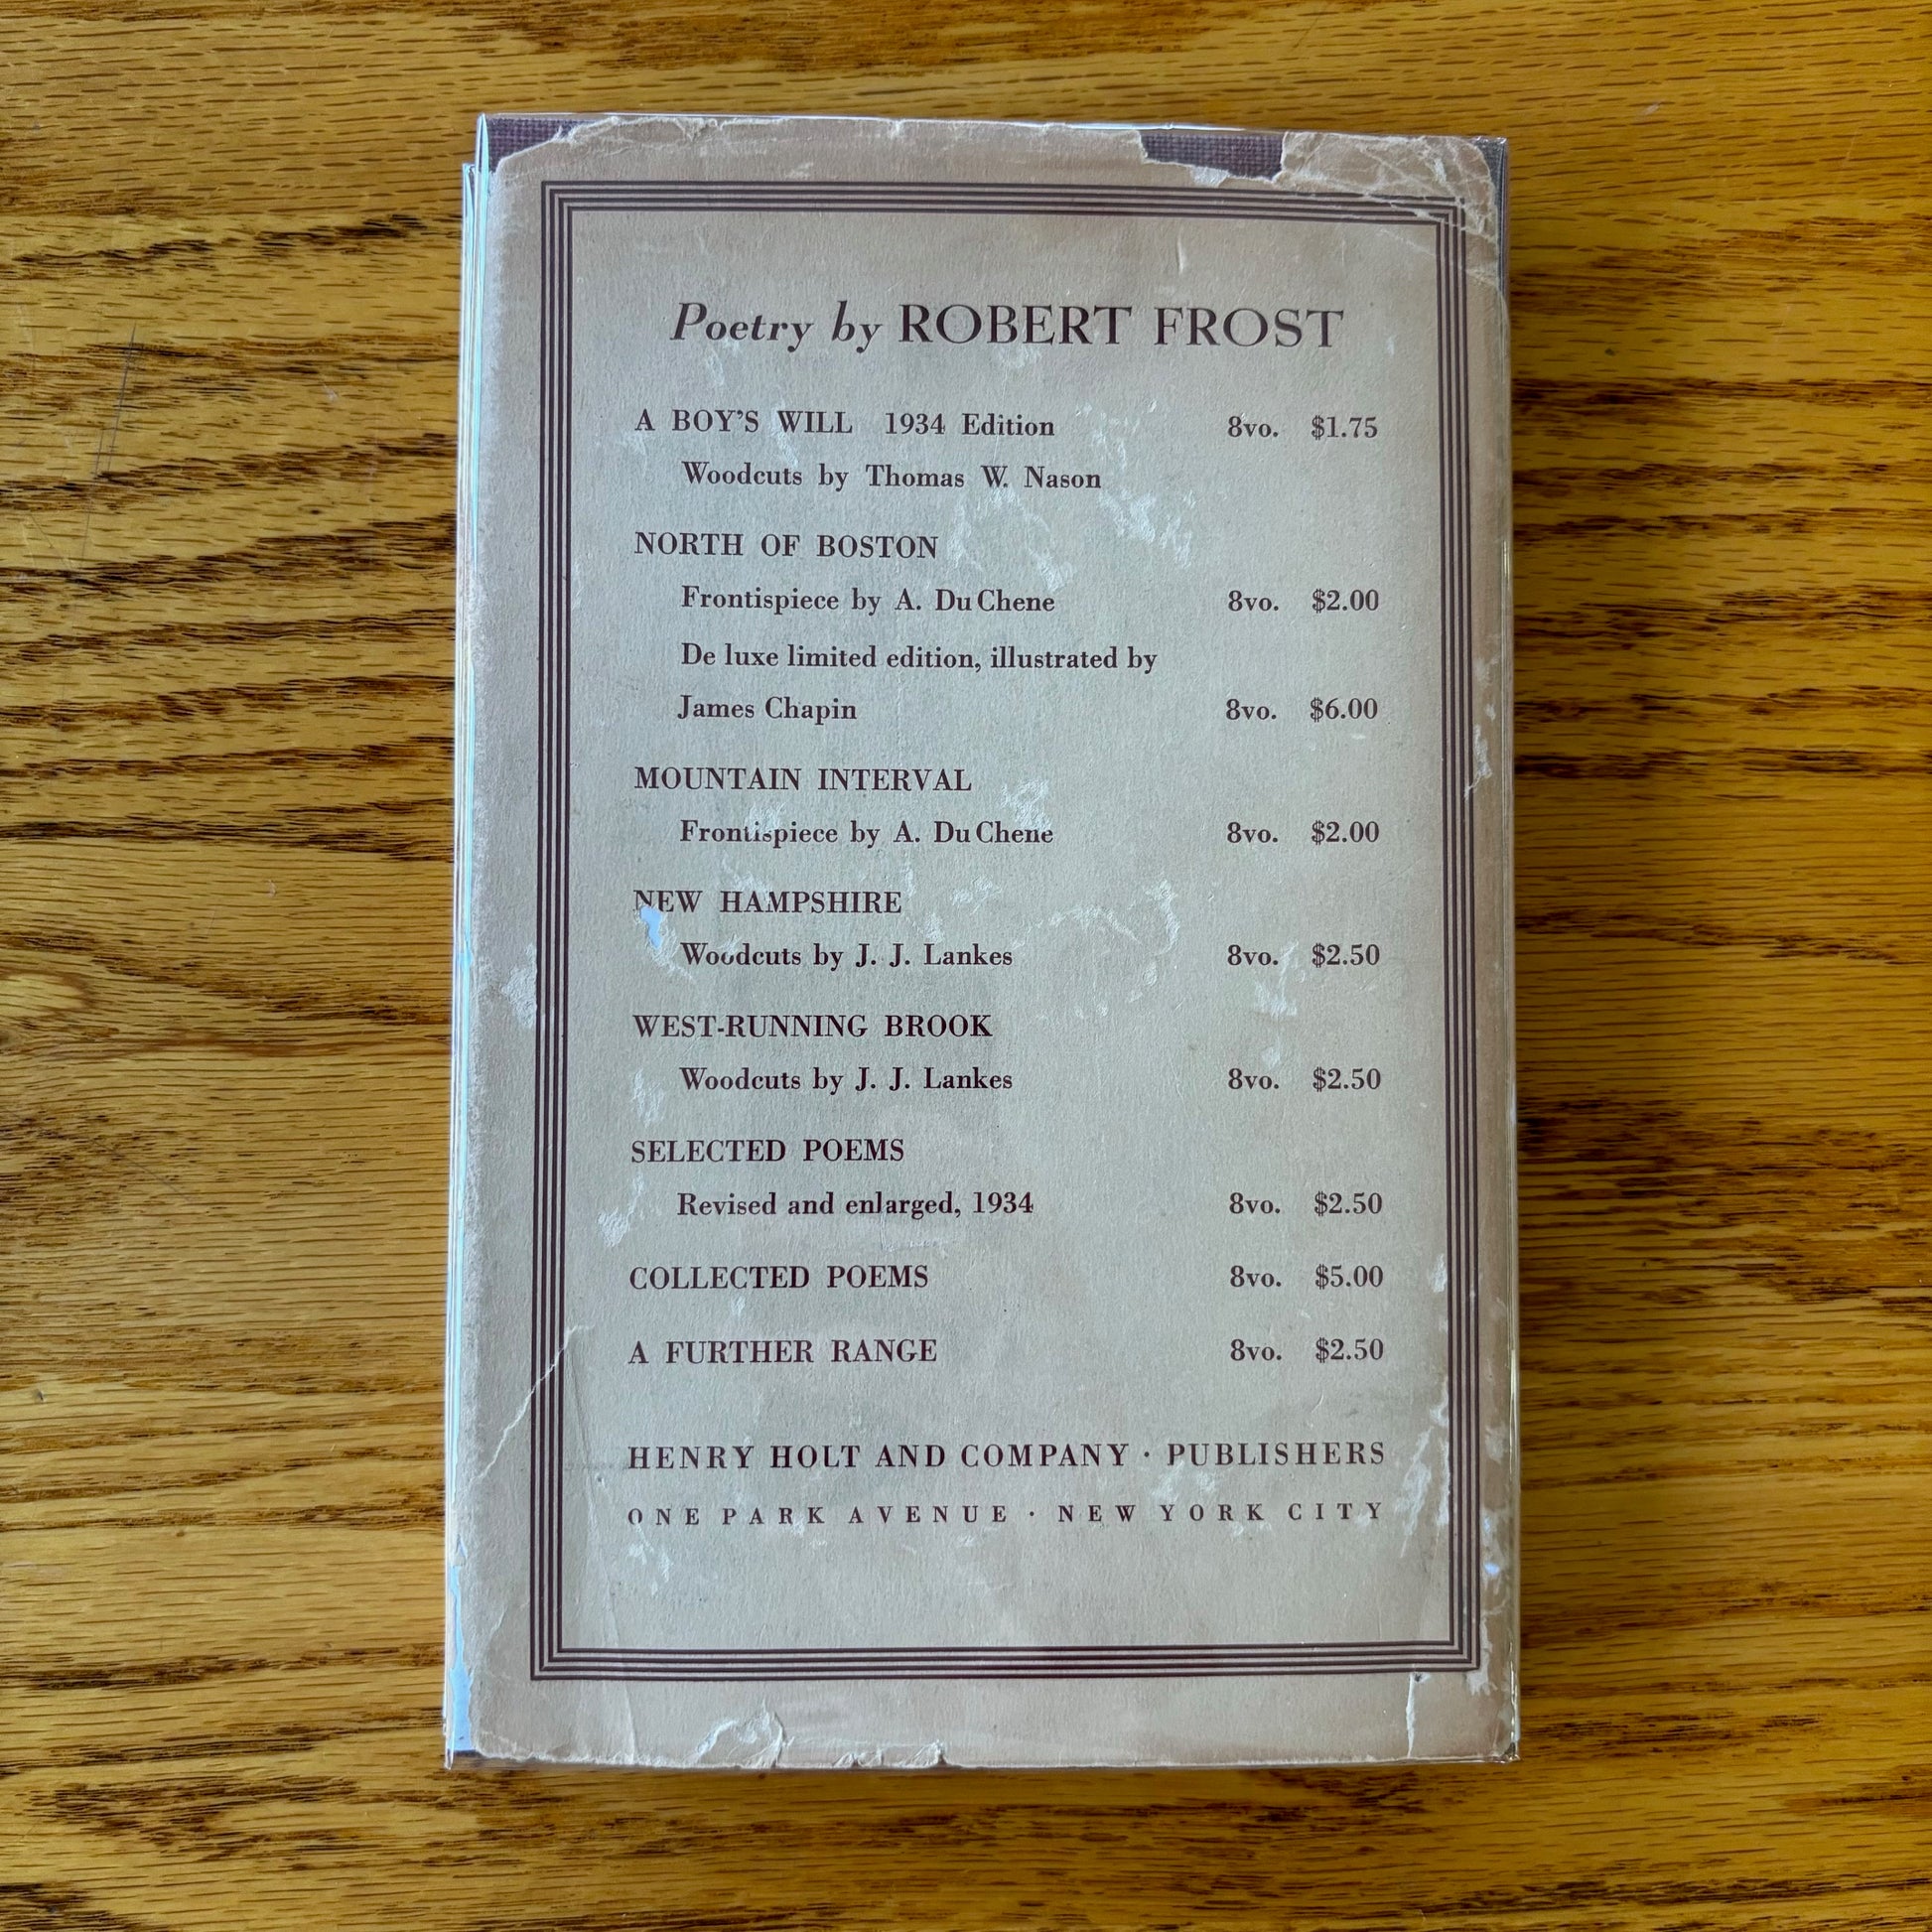 Poetry by ROBERT FROST
A BOY'S WILL 1934 Edition 8vo. $1.75
Woodcuts by Thomas W. Nason
NORTH OF BOSTON
Frontispiece by A. Du Chene 8vo. $2.00
De luxe limited edition, illustrated by
James Chapin 8vo. $6.00
MOUNTAIN INTERVAL
Frontispiece by A. Du Chene 8vo. $2.00
NEW HAMPSHIRE
Woodcuts by J. J. Lankes 8vo. $2.50
WEST-RUNNING BROOK
Woodcuts by J. J. Lankes 8vo. $2.50
SELECTED POEMS
Revised and enlarged, 1934 8vo. $2.50
COLLECTED POEMS 8vo. $5.00
A FURTHER RANGE 8vo. $2.50
HENRY HOLT AND COMPANY · PUBLISHERS
ONE PARK AVENUE · NEW YORK CITY